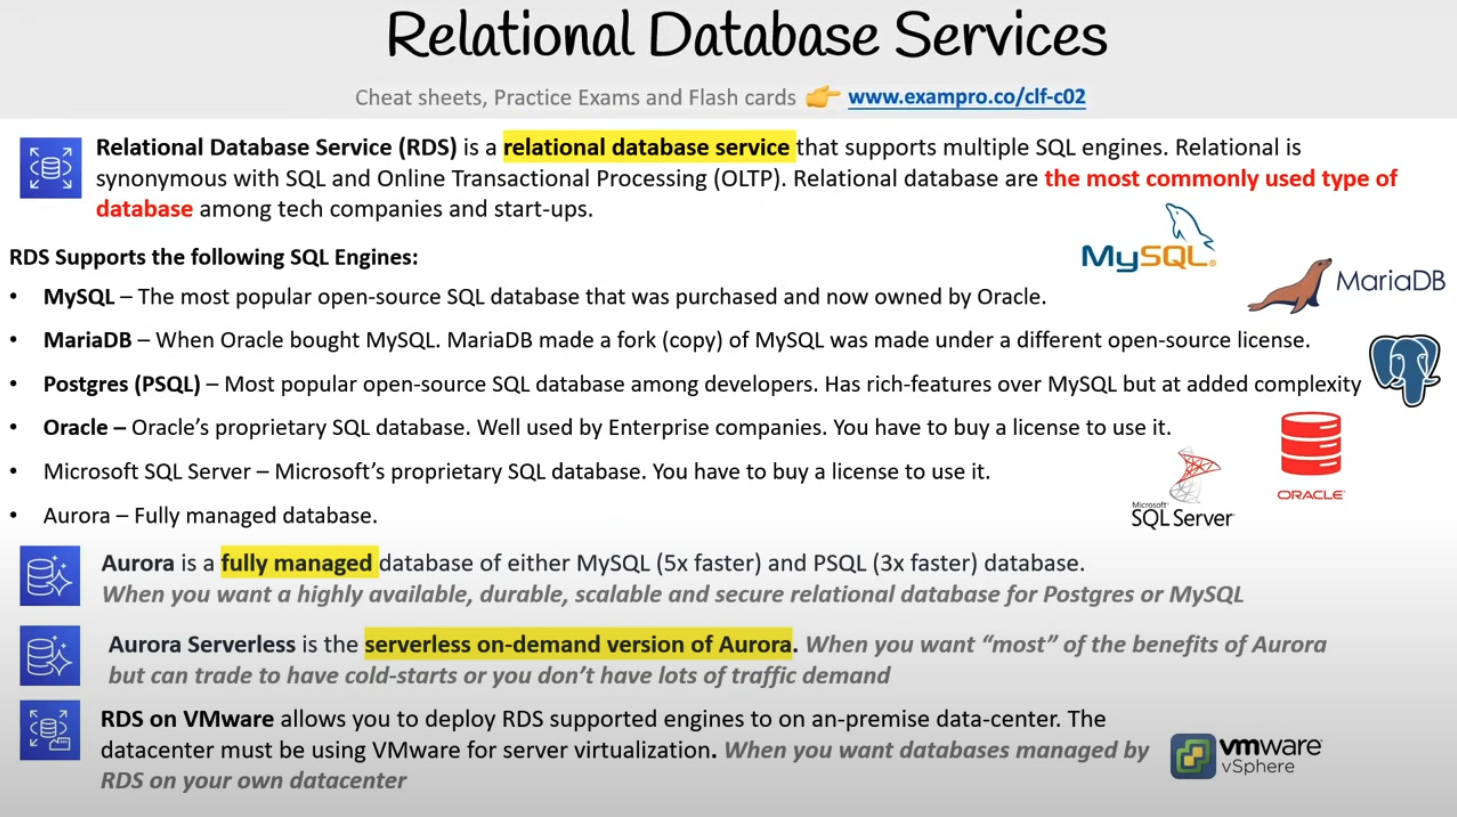 Relational Database Services
Cheat sheets, Practice Exams and Flash cards 👉 www.exampro.co/clf-c02
Relational Database Service (RDS) is a relational database service that supports multiple SQL engines. Relational is
synonymous with SQL and Online Transactional Processing (OLTP). Relational database are the most commonly used type of
database among tech companies and start-ups.
MySQL®
RDS Supports the following SQL Engines:
MariaDB
• MySQL – The most popular open-source SQL database that was purchased and now owned by Oracle.
• MariaDB – When Oracle bought MySQL. MariaDB made a fork (copy) of MySQL was made under a different open-source license.
• Postgres (PSQL) – Most popular open-source SQL database among developers. Has rich-features over MySQL but at added complexity
• Oracle – Oracle's proprietary SQL database. Well used by Enterprise companies. You have to buy a license to use it.
• Microsoft SQL Server – Microsoft's proprietary SQL database. You have to buy a license to use it.
ORACLE
Microsoft
SQL Server
• Aurora – Fully managed database.
Aurora is a fully managed database of either MySQL (5x faster) and PSQL (3x faster) database.
When you want a highly available, durable, scalable and secure relational database for Postgres or MySQL
Aurora Serverless is the serverless on-demand version of Aurora. When you want “most” of the benefits of Aurora
but can trade to have cold-starts or you don't have lots of traffic demand
RDS on VMware allows you to deploy RDS supported engines to on an-premise data-center. The
datacenter must be using VMware for server virtualization. When you want databases managed by
RDS on your own datacenter
vmware
vSphere